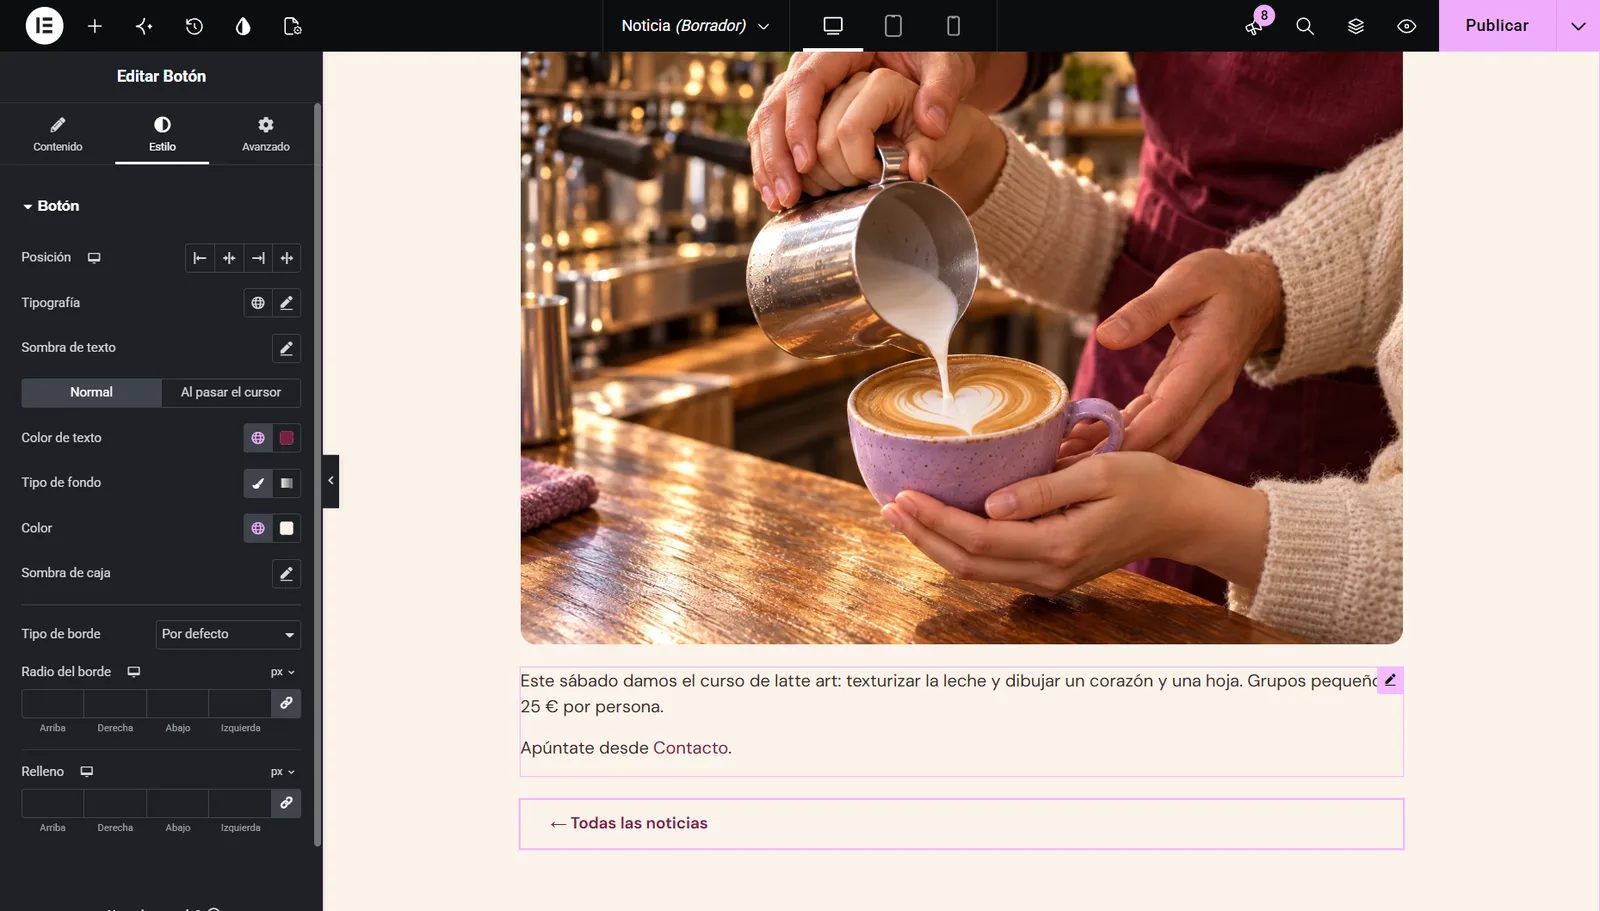 Noticia (Borrador)
8
Publicar
Editar Botón
Contenido
Estilo
Avanzado
Botón
Posición
Tipografía
Sombra de texto
Normal
Al pasar el cursor
Color de texto
Tipo de fondo
Color
Sombra de caja
Tipo de borde
Por defecto
Radio del borde
px
Arriba
Derecha
Abajo
Izquierda
Relleno
px
Arriba
Derecha
Abajo
Izquierda
Este sábado damos el curso de latte art: texturizar la leche y dibujar un corazón y una hoja. Grupos
25 € por persona.
Apúntate desde Contacto.
← Todas las noticias